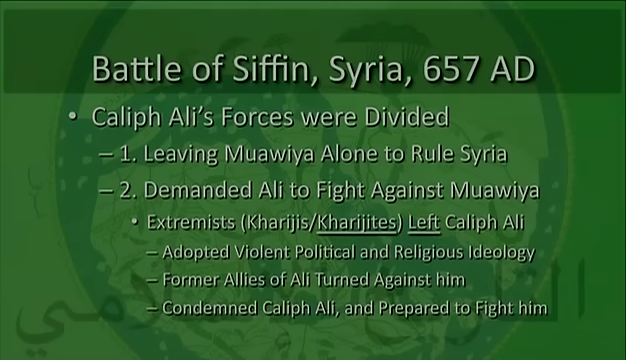 Battle of Siffin, Syria, 657 AD
• Caliph Ali's Forces were Divided
– 1. Leaving Muawiya Alone to Rule Syria
– 2. Demanded Ali to Fight Against Muawiya
• Extremists (Kharijis/Kharijites) Left Caliph Ali
– Adopted Violent Political and Religious Ideology
– Former Allies of Ali Turned Against him
– Condemned Caliph Ali, and Prepared to Fight him